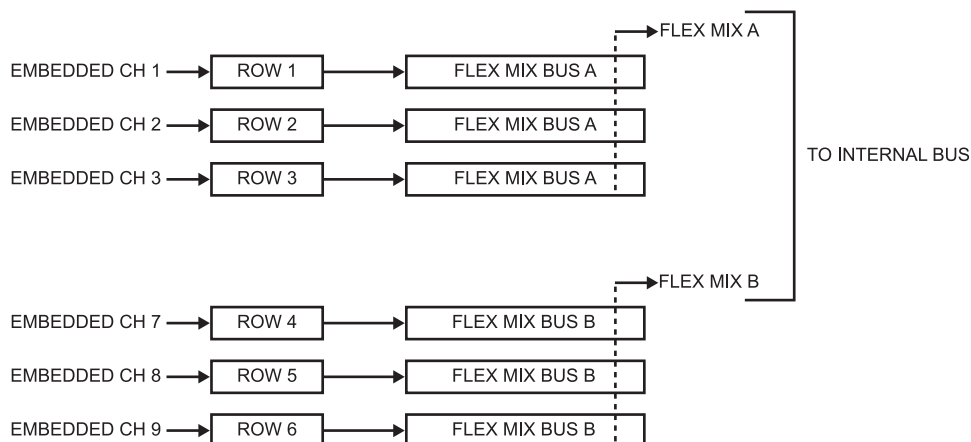 FLEX MIX A
EMBEDDED CH 1 ROW 1 FLEX MIX BUS A
EMBEDDED CH 2 ROW 2 FLEX MIX BUS A
EMBEDDED CH 3 ROW 3 FLEX MIX BUS A
TO INTERNAL BUS
FLEX MIX B
EMBEDDED CH 7 ROW 4 FLEX MIX BUS B
EMBEDDED CH 8 ROW 5 FLEX MIX BUS B
EMBEDDED CH 9 ROW 6 FLEX MIX BUS B